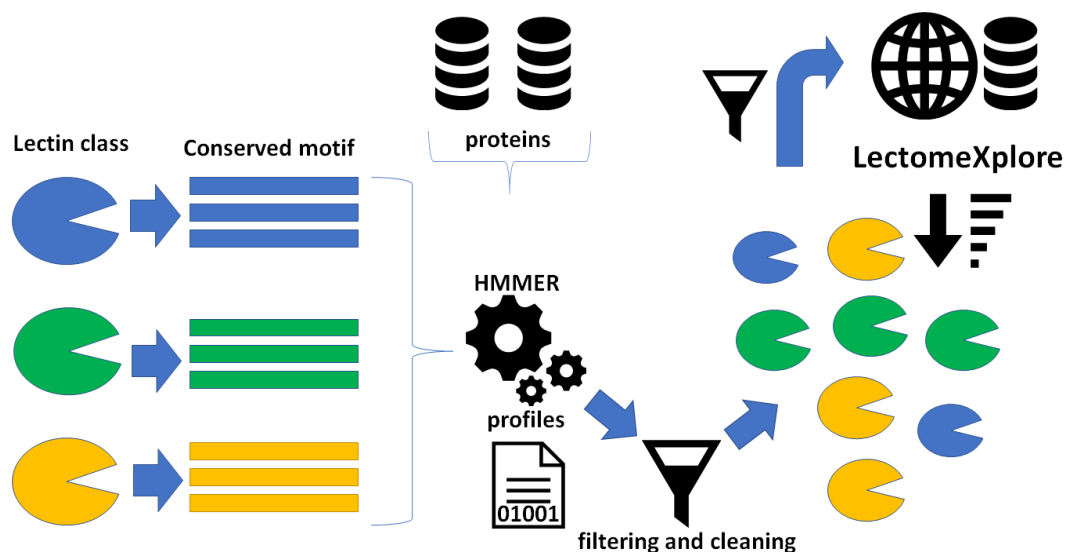 proteins
Lectin class
Conserved motif
LectomeXplore
HMMER
profiles
01001
filtering and cleaning